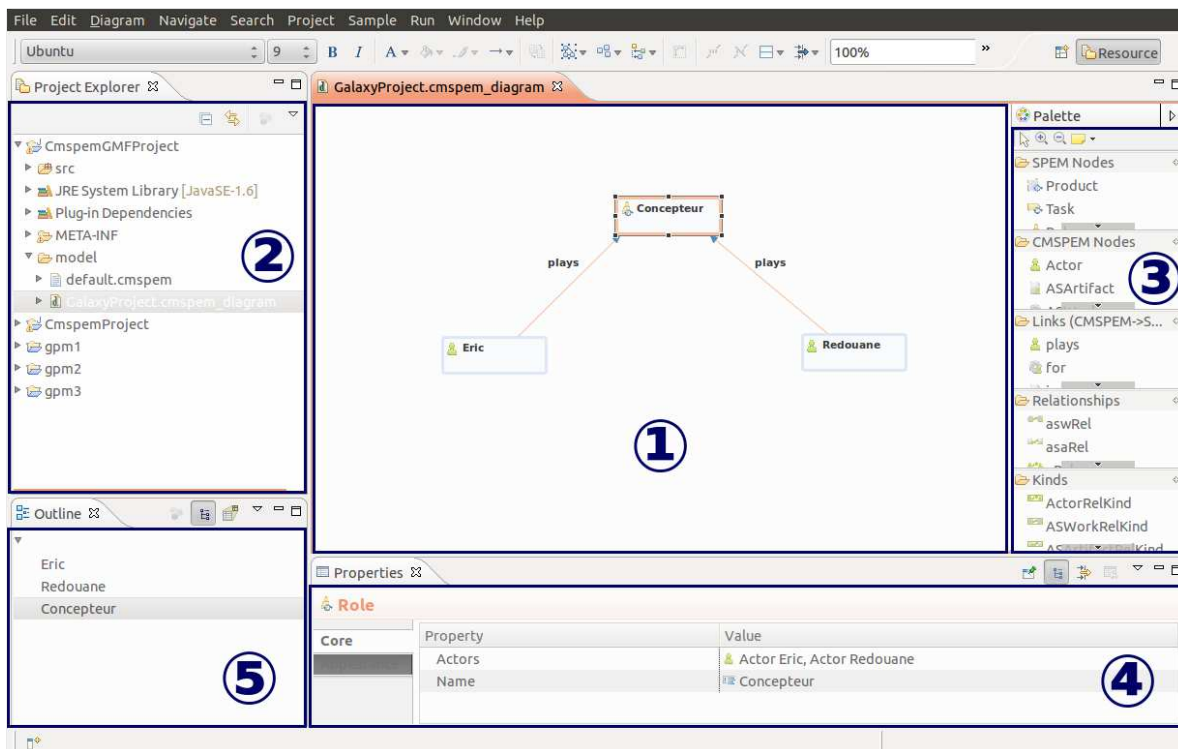 File Edit Diagram Navigate Search Project Sample Run Window Help
Ubuntu 9 B I A 100% » Resource
Project Explorer
GalaxyProject.cmspem_diagram
Palette
CmspemGMFProject
src
JRE System Library [JavaSE-1.6]
Plug-in Dependencies
META-INF
model
default.cmspem
GalaxyProject.cmspem_diagram
CmspemProject
gpm1
gpm2
gpm3
②
Concepteur
plays
plays
Eric
Redouane
①
SPEM Nodes
Product
Task
CMSPEM Nodes
Actor
ASArtifact
Links (CMSPEM->S...
plays
for
Relationships
aswRel
asaRel
Kinds
ActorRelKind
ASWorkRelKind
③
Outline
Eric
Redouane
Concepteur
⑤
Properties
Role
Core
Property Value
Actors Actor Eric, Actor Redouane
Name Concepteur
④